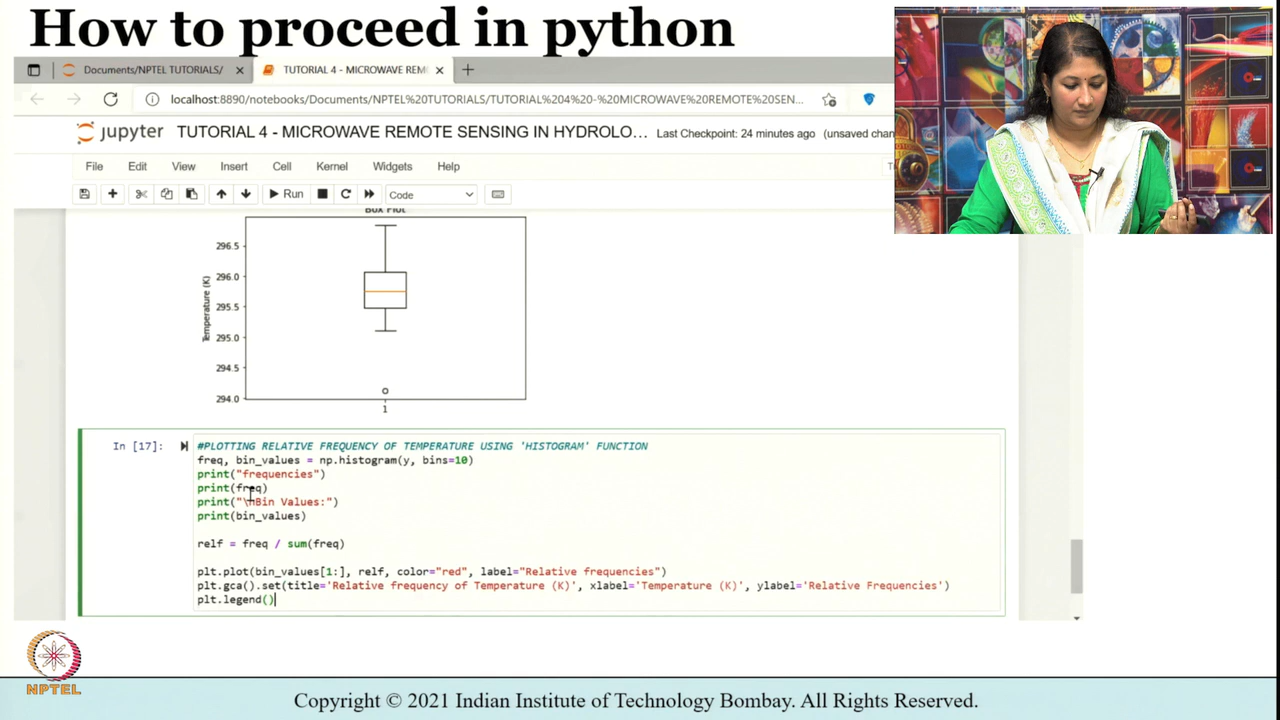 How to proceed in python
Documents/NPTEL TUTORIALS/
TUTORIAL 4 - MICROWAVE REM
localhost:8890/notebooks/Documents/NPTEL%20TUTORIALS/TUTORIAL%204%20-%20MICROWAVE%20REMOTE%20SEN...
jupyter TUTORIAL 4 - MICROWAVE REMOTE SENSING IN HYDROLO... Last Checkpoint: 24 minutes ago (unsaved chan
File Edit View Insert Cell Kernel Widgets Help
Run Code
Box Plot
296.5
296.0
295.5
295.0
294.5
294.0
Temperature (K)
1
In [17]:
#PLOTTING RELATIVE FREQUENCY OF TEMPERATURE USING 'HISTOGRAM' FUNCTION
freq, bin_values = np.histogram(y, bins=10)
print("frequencies")
print(freq)
print("\nBin Values:")
print(bin_values)
relf = freq / sum(freq)
plt.plot(bin_values[1:], relf, color="red", label="Relative frequencies")
plt.gca().set(title='Relative frequency of Temperature (K)', xlabel='Temperature (K)', ylabel='Relative Frequencies')
plt.legend()
NPTEL
Copyright © 2021 Indian Institute of Technology Bombay. All Rights Reserved.